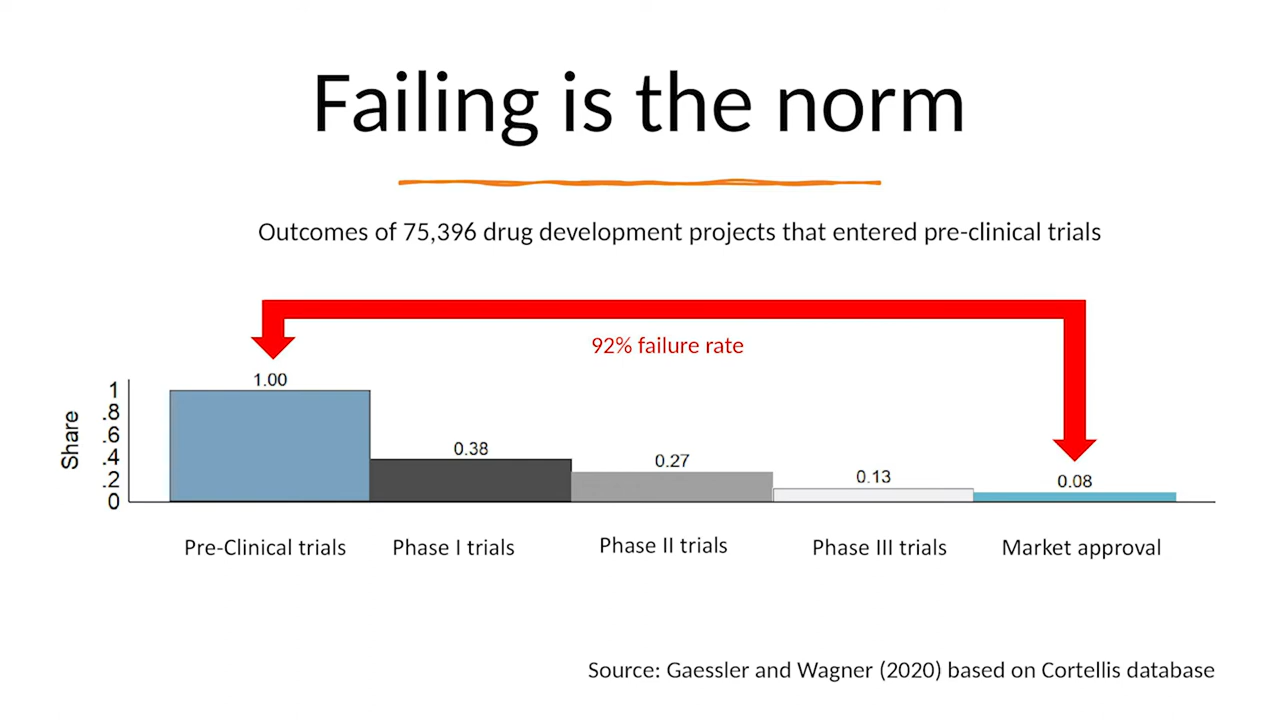 Failing is the norm
Outcomes of 75,396 drug development projects that entered pre-clinical trials
92% failure rate
Share
1
.8
.6
.4
.2
0
1.00
0.38
0.27
0.13
0.08
Pre-Clinical trials
Phase I trials
Phase II trials
Phase III trials
Market approval
Source: Gaessler and Wagner (2020) based on Cortellis database